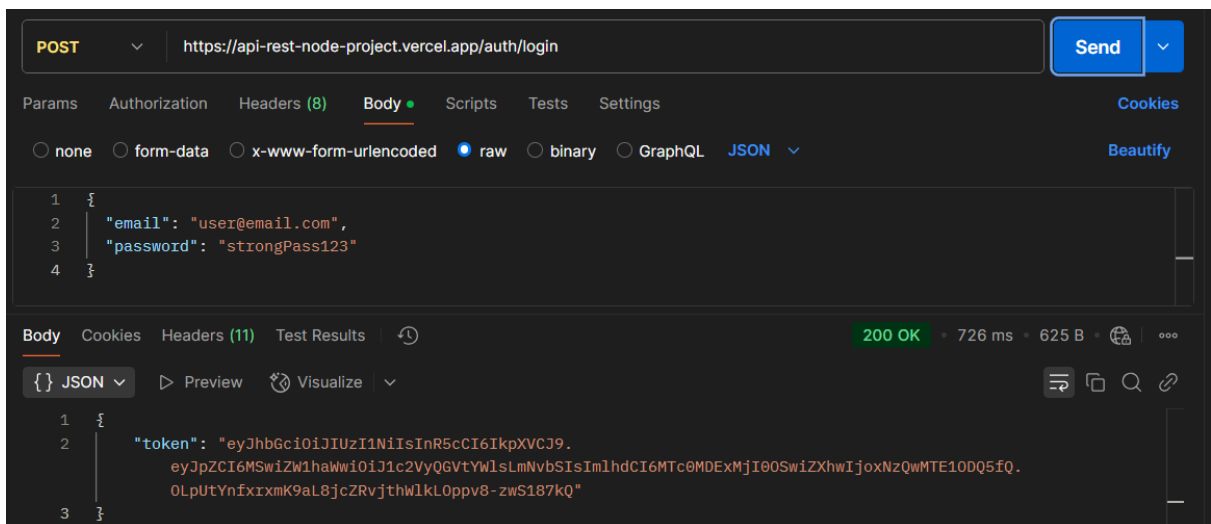 POST https://api-rest-node-project.vercel.app/auth/login Send
Params Authorization Headers (8) Body Scripts Tests Settings Cookies
none form-data x-www-form-urlencoded raw binary GraphQL JSON Beautify
1 {
2 "email": "user@email.com",
3 "password": "strongPass123"
4 }
Body Cookies Headers (11) Test Results 200 OK • 726 ms • 625 B
{} JSON Preview Visualize
1 {
2 "token": "eyJhbGciOiJIUzI1NiIsInR5cCI6IkpXVCJ9.
eyJpZCI6MSwiZW1haWwiOiJ1c2VyQGVtYWlsLmNvbSIsImlhdCI6MTc0MDExMjI0OSwiZXhwIjoxNzQwMTE1ODQ5fQ.
OLpUtYnfxrxmK9aL8jcZRvjthWlkLOppv8-zwS187kQ"
3 }